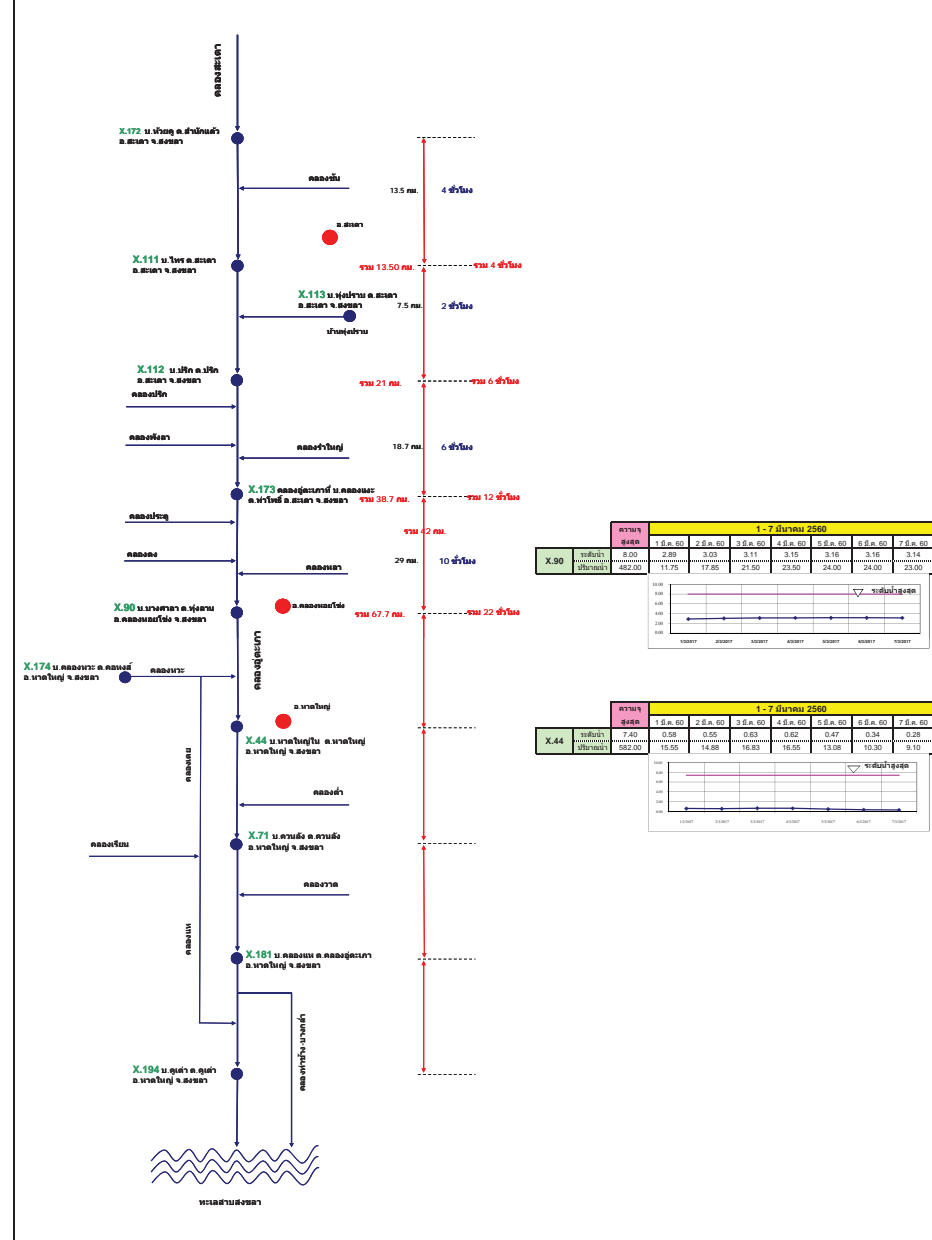 คลองสะเดา
X.172 บ.ห้วยคู ต.สำนักแต้ว
อ.สะเดา จ.สงขลา
คลองซัน
13.5 กม.
4 ชั่วโมง
อ.สะเดา
X.111 บ.ไทร ต.สะเดา
อ.สะเดา จ.สงขลา
รวม 13.50 กม.
รวม 4 ชั่วโมง
X.113 บ.ทุ่งปราบ ต.สะเดา
อ.สะเดา จ.สงขลา
7.5 กม.
2 ชั่วโมง
บ้านทุ่งปราบ
X.112 บ.ปริก ต.ปริก
อ.สะเดา จ.สงขลา
รวม 21 กม.
รวม 6 ชั่วโมง
คลองปริก
คลองพังลา
คลองรำใหญ่
18.7 กม.
6 ชั่วโมง
X.173 คลองอู่ตะเภาที่ บ.คลองแงะ
ต.ท่าโพธิ์ อ.สะเดา จ.สงขลา
รวม 38.7 กม.
รวม 12 ชั่วโมง
คลองประตู
รวม 42 กม.
คลองตง
คลองหลา
29 กม.
10 ชั่วโมง
X.90 บ.บางศาลา ต.ทุ่งลาน
อ.คลองหอยโข่ง จ.สงขลา
อ.คลองหอยโข่ง
รวม 67.7 กม.
รวม 22 ชั่วโมง
คลองอู่ตะเภา
X.174 บ.คลองหวะ ต.คอหงส์
อ.หาดใหญ่ จ.สงขลา
คลองหวะ
อ.หาดใหญ่
X.44 บ.หาดใหญ่ใน ต.หาดใหญ่
อ.หาดใหญ่ จ.สงขลา
คลองเตย
คลองต่ำ
X.71 บ.ควนลัง ต.ควนลัง
อ.หาดใหญ่ จ.สงขลา
คลองเรียน
คลองวาด
คลองแห
X.181 บ.คลองแห ต.คลองอู่ตะเภา
อ.หาดใหญ่ จ.สงขลา
คลองท่าช้าง-บางกล่ำ
X.194 บ.คูเต่า ต.คูเต่า
อ.หาดใหญ่ จ.สงขลา
ทะเลสาบสงขลา
ความจุ 1 - 7 มีนาคม 2560
สูงสุด 1 มี.ค. 60 2 มี.ค. 60 3 มี.ค. 60 4 มี.ค. 60 5 มี.ค. 60 6 มี.ค. 60 7 มี.ค. 60
X.90
ระดับน้ำ 8.00 2.89 3.03 3.11 3.15 3.16 3.16 3.14
ปริมาณน้ำ 482.00 11.75 17.85 21.50 23.50 24.00 24.00 23.00
ระดับน้ำสูงสุด
10.00
8.00
6.00
4.00
2.00
0.00
1/3/2017 2/3/2017 3/3/2017 4/3/2017 5/3/2017 6/3/2017 7/3/2017
ความจุ 1 - 7 มีนาคม 2560
สูงสุด 1 มี.ค. 60 2 มี.ค. 60 3 มี.ค. 60 4 มี.ค. 60 5 มี.ค. 60 6 มี.ค. 60 7 มี.ค. 60
X.44
ระดับน้ำ 7.40 0.58 0.55 0.63 0.62 0.47 0.34 0.28
ปริมาณน้ำ 582.00 15.55 14.88 16.83 16.55 13.08 10.30 9.10
ระดับน้ำสูงสุด
10.00
8.00
6.00
4.00
2.00
0.00
1/3/2017 2/3/2017 3/3/2017 4/3/2017 5/3/2017 6/3/2017 7/3/2017